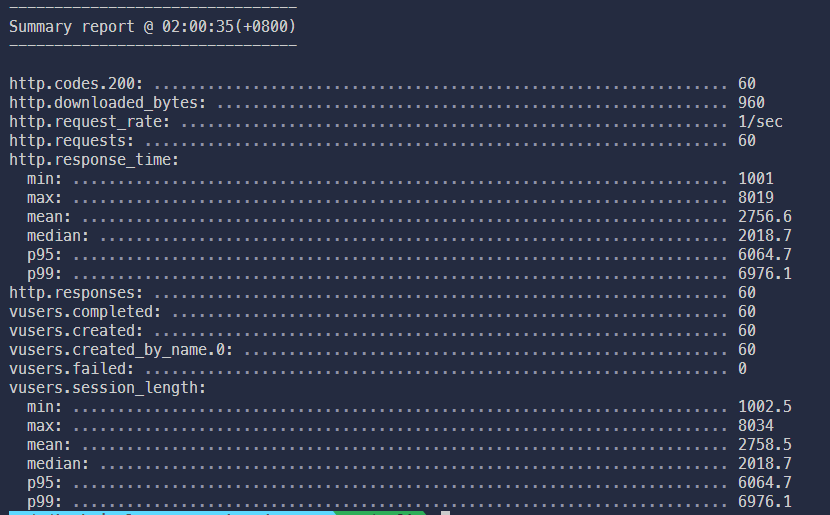 --------------------------------
Summary report @ 02:00:35(+0800)
--------------------------------
http.codes.200: ................................................................ 60
http.downloaded_bytes: ......................................................... 960
http.request_rate: ............................................................. 1/sec
http.requests: ................................................................. 60
http.response_time:
  min: ......................................................................... 1001
  max: ......................................................................... 8019
  mean: ........................................................................ 2756.6
  median: ...................................................................... 2018.7
  p95: ......................................................................... 6064.7
  p99: ......................................................................... 6976.1
http.responses: ................................................................ 60
vusers.completed: .............................................................. 60
vusers.created: ................................................................ 60
vusers.created_by_name.0: ...................................................... 60
vusers.failed: ................................................................. 0
vusers.session_length:
  min: ......................................................................... 1002.5
  max: ......................................................................... 8034
  mean: ........................................................................ 2758.5
  median: ...................................................................... 2018.7
  p95: ......................................................................... 6064.7
  p99: ......................................................................... 6976.1